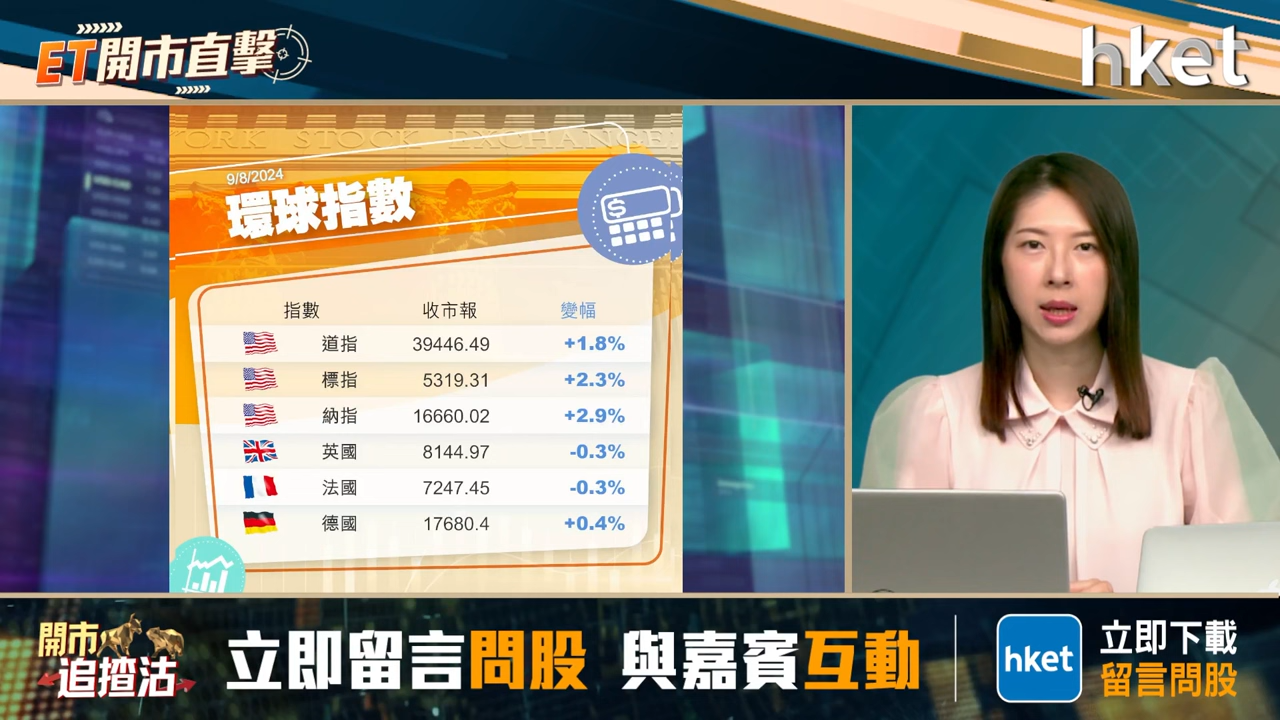 ET開市直擊
hket
YORK STOCK EXCHANGE
9/8/2024
環球指數
$
指數 收市報 變幅
道指 39446.49 +1.8%
標指 5319.31 +2.3%
納指 16660.02 +2.9%
英國 8144.97 -0.3%
法國 7247.45 -0.3%
德國 17680.4 +0.4%
開市
追揸沽
立即留言問股 與嘉賓互動
hket
立即下載
留言問股